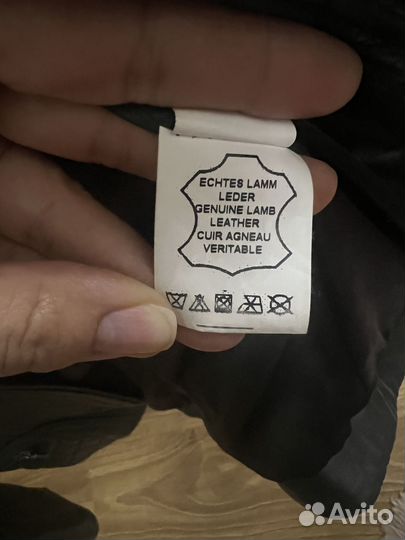 ECHTES LAMM
LEDER
GENUINE LAMB
LEATHER
CUIR AGNEAU
VERITABLE
Avito